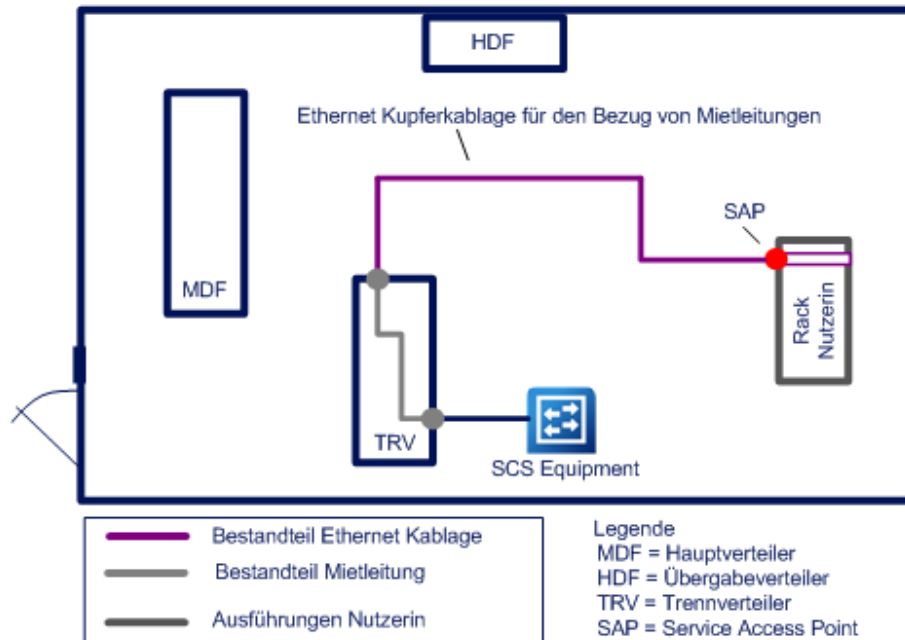 HDF
Ethernet Kupferkablage für den Bezug von Mietleitungen
SAP
MDF
Rack
Nutzerin
TRV
SCS Equipment
Bestandteil Ethernet Kablage
Bestandteil Mietleitung
Ausführungen Nutzerin
Legende
MDF = Hauptverteiler
HDF = Übergabeverteiler
TRV = Trennverteiler
SAP = Service Access Point